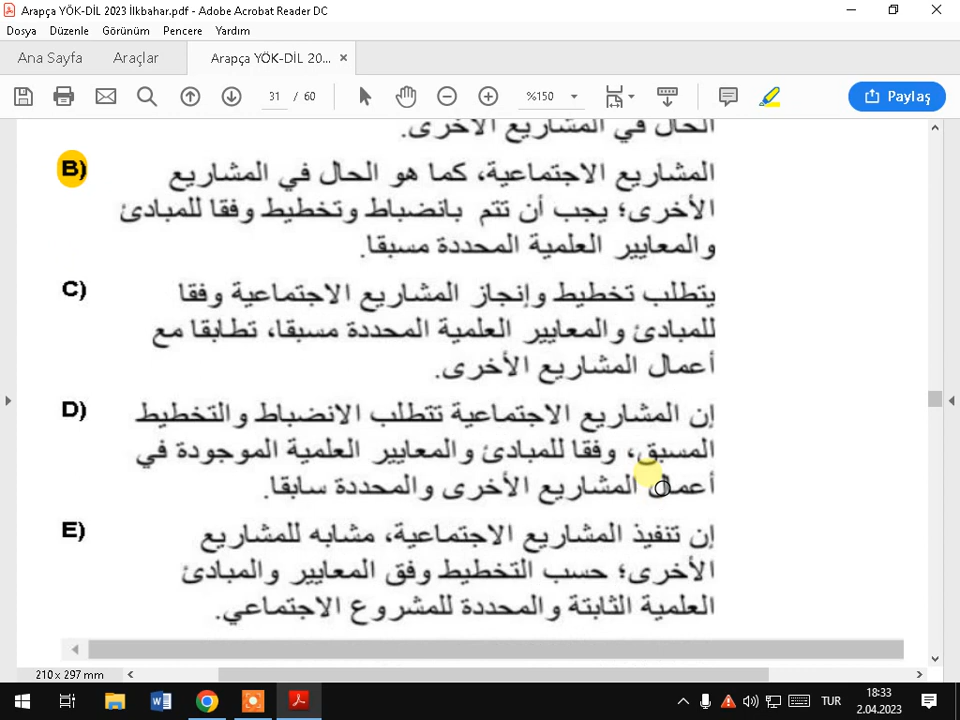 Arapça YÖK-DİL 2023 İlkbahar.pdf - Adobe Acrobat Reader DC
Dosya Düzenle Görünüm Pencere Yardım
Ana Sayfa Araçlar Arapça YÖK-DİL 20... ×
31 / 60 %150 Paylaş
الحال في المشاريع الأخرى.
B) المشاريع الاجتماعية، كما هو الحال في المشاريع
الأخرى؛ يجب أن تتم بانضباط وتخطيط وفقا للمبادئ
والمعايير العلمية المحددة مسبقا.
C) يتطلب تخطيط وإنجاز المشاريع الاجتماعية وفقا
للمبادئ والمعايير العلمية المحددة مسبقا، تطابقا مع
أعمال المشاريع الأخرى.
D) إن المشاريع الاجتماعية تتطلب الانضباط والتخطيط
المسبق، وفقا للمبادئ والمعايير العلمية الموجودة في
أعمال المشاريع الأخرى والمحددة سابقا.
E) إن تنفيذ المشاريع الاجتماعية، مشابه للمشاريع
الأخرى؛ حسب التخطيط وفق المعايير والمبادئ
العلمية الثابتة والمحددة للمشروع الاجتماعي.
210 x 297 mm
TUR 18:33
2.04.2023